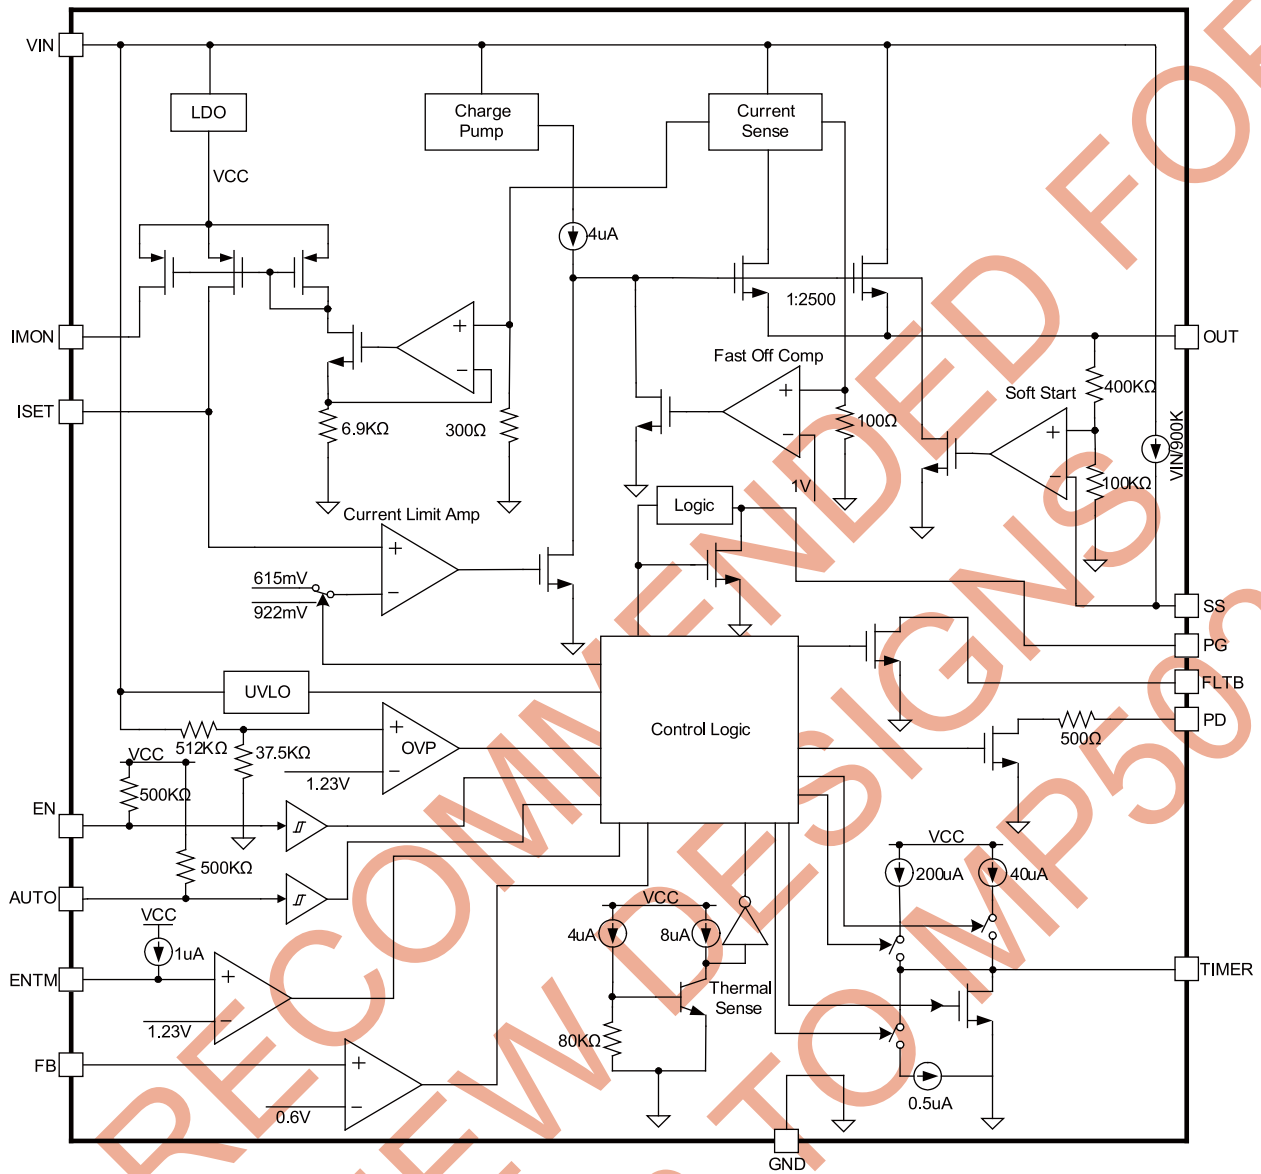 VIN
LDO
Charge
Pump
Current
Sense
VCC
4uA
1:2500
IMON
OUT
Fast Off Comp
+
−
400KΩ
Soft Start
ISET
6.9KΩ
300Ω
+
−
100Ω
+
−
VIN/900K
100KΩ
1V
Logic
Current Limit Amp
+
−
615mV
922mV
SS
PG
FLTB
PD
UVLO
Control Logic
500Ω
512KΩ
37.5KΩ
+
OVP
−
1.23V
VCC
500KΩ
EN
500KΩ
AUTO
VCC
200uA
40uA
VCC
4uA
8uA
VCC
1uA
ENTM
+
−
1.23V
Thermal
Sense
TIMER
80KΩ
FB
+
−
0.6V
0.5uA
GND
RECOMMENDED FOR
NEW DESIGNS
TO MP50